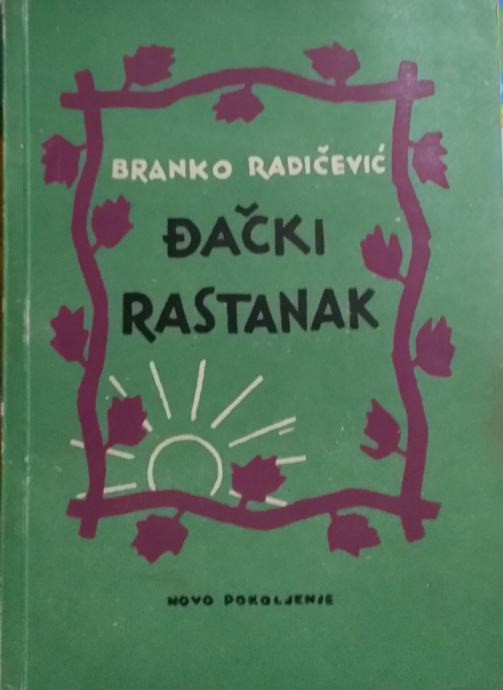 BRANKO RADIČEVIĆ
ĐAČKI
RASTANAK
NOVO POKOLJENJE